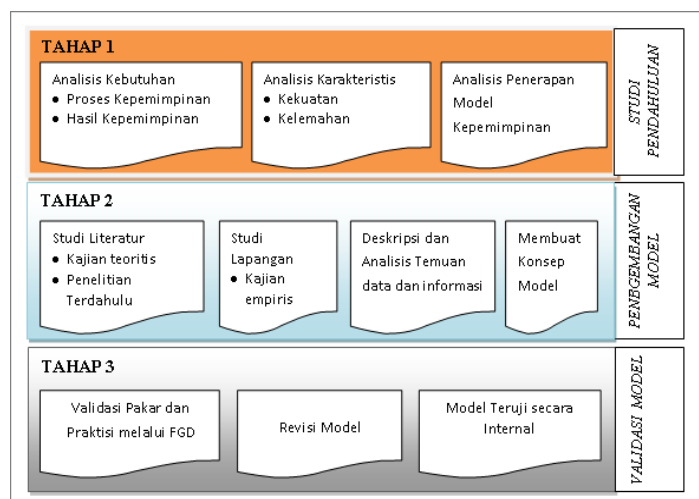 TAHAP 1
Analisis Kebutuhan
● Proses Kepemimpinan
● Hasil Kepemimpinan
Analisis Karakteristis
● Kekuatan
● Kelemahan
Analisis Penerapan
Model
Kepemimpinan
STUDI
PENDAHULUAN
TAHAP 2
Studi Literatur
● Kajian teoritis
● Penelitian
Terdahulu
Studi
Lapangan
● Kajian
empiris
Deskripsi dan
Analisis Temuan
data dan informasi
Membuat
Konsep
Model
PENBGEMBANGAN
MODEL
TAHAP 3
Validasi Pakar dan
Praktisi melalui FGD
Revisi Model
Model Teruji secara
Internal
VALIDASI MODEL